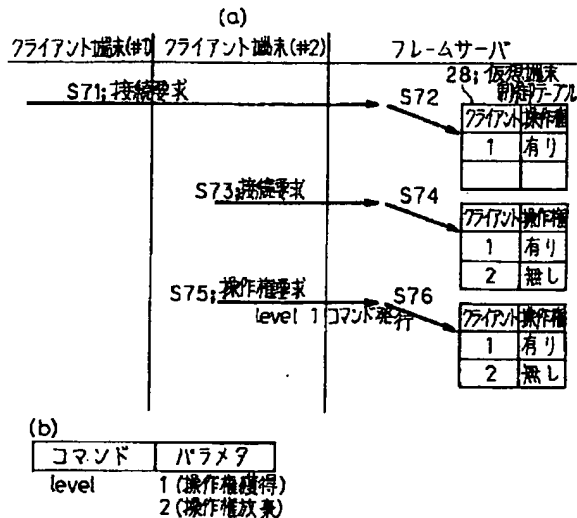 (a)
クライアント端末(#1) クライアント端末(#2) フレームサーバ
28;仮想端末
制御テーブル
S71;接続要求 S72
クライアント 操作権
1 有り
S73;接続要求 S74
クライアント 操作権
1 有り
2 無し
S75;操作権要求 S76
level 1 コマンド発行
クライアント 操作権
1 有り
2 無し
(b)
コマンド パラメタ
level 1 (操作権獲得)
2 (操作権放棄)